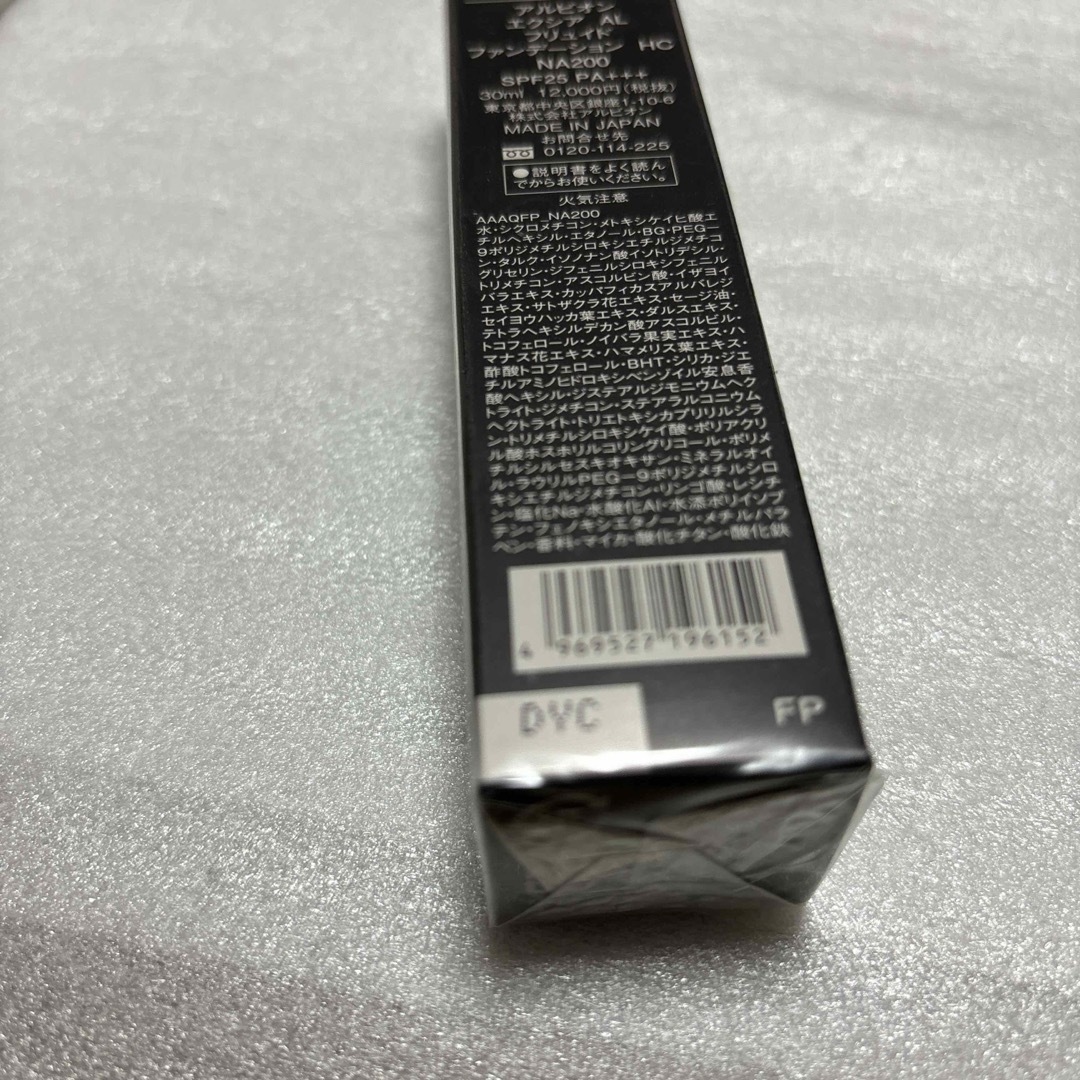 アルビオン
エクシア AL
フリュイド
ファンデーション HC
NA200
SPF25 PA+++
30ml 12,000円(税抜)
東京都中央区銀座1-10-6
株式会社アルビオン
MADE IN JAPAN
お問合せ先
0120-114-225
●説明書をよく読ん
でからお使いください。
火気注意
AAAQFP_NA200
水・シクロメチコン・メトキシケイヒ酸エ
チルヘキシル・エタノール・BG・PEG-
9ポリジメチルシロキシエチルジメチコ
ン・タルク・イソノナン酸イソトリデシル・
グリセリン・ジフェニルシロキシフェニル
トリメチコン・アスコルビン酸・イザヨイ
バラエキス・カッパフィカスアルバレジ
エキス・サトザクラ花エキス・セージ油・
セイヨウハッカ葉エキス・ダルスエキス・
テトラヘキシルデカン酸アスコルビル・
トコフェロール・ノイバラ果実エキス・ハ
マナス花エキス・ハマメリス葉エキス・
酢酸トコフェロール・BHT・シリカ・ジエ
チルアミノヒドロキシベンゾイル安息香
酸ヘキシル・ジステアルジモニウムヘク
トライト・ジメチコン・ステアラルコニウム
ヘクトライト・トリエトキシカプリリルシラ
ン・トリメチルシロキシケイ酸・ポリアクリ
ル酸ホスホリルコリングリコール・ポリメ
チルシルセスキオキサン・ミネラルオイ
ル・ラウリルPEG-9ポリジメチルシロ
キシエチルジメチコン・リンゴ酸・レシチ
ン・塩化Na・水酸化Al・水添ポリイソブ
テン・フェノキシエタノール・メチルパラ
ベン・香料・マイカ・酸化チタン・酸化鉄
4 969527 196152
DVC
FP